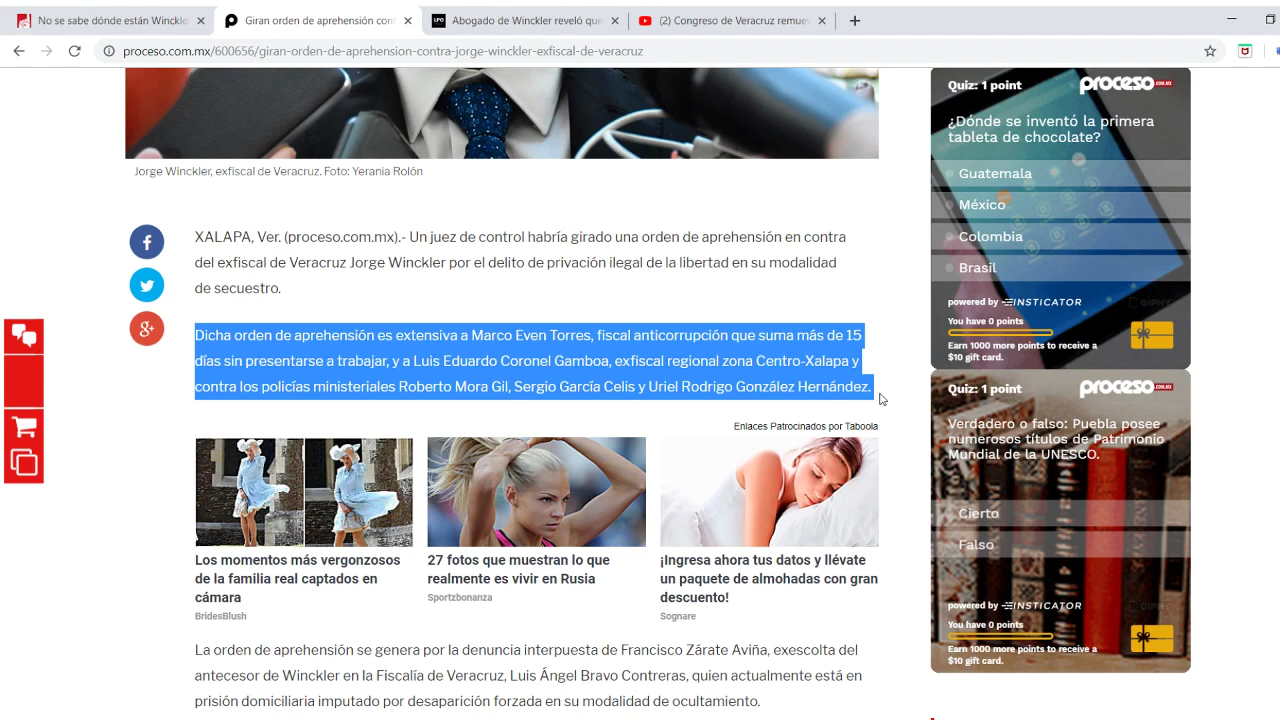 No se sabe dónde están Winckle
Giran orden de aprehensión con
LPO
Abogado de Winckler reveló que
(2) Congreso de Veracruz remue
proceso.com.mx/600656/giran-orden-de-aprehension-contra-jorge-winckler-exfiscal-de-veracruz
Jorge Winckler, exfiscal de Veracruz. Foto: Yerania Rolón
XALAPA, Ver. (proceso.com.mx).- Un juez de control habría girado una orden de aprehensión en contra
del exfiscal de Veracruz Jorge Winckler por el delito de privación ilegal de la libertad en su modalidad
de secuestro.
Dicha orden de aprehensión es extensiva a Marco Even Torres, fiscal anticorrupción que suma más de 15
días sin presentarse a trabajar, y a Luis Eduardo Coronel Gamboa, exfiscal regional zona Centro-Xalapa y
contra los policías ministeriales Roberto Mora Gil, Sergio García Celis y Uriel Rodrigo González Hernández.
Enlaces Patrocinados por Taboola
Los momentos más vergonzosos
de la familia real captados en
cámara
BridesBlush
27 fotos que muestran lo que
realmente es vivir en Rusia
Sportzbonanza
¡Ingresa ahora tus datos y llévate
un paquete de almohadas con gran
descuento!
Sognare
La orden de aprehensión se genera por la denuncia interpuesta de Francisco Zárate Aviña, exescolta del
antecesor de Winckler en la Fiscalía de Veracruz, Luis Ángel Bravo Contreras, quien actualmente está en
prisión domiciliaria imputado por desaparición forzada en su modalidad de ocultamiento.
Quiz: 1 point
proceso.com.mx
¿Dónde se inventó la primera
tableta de chocolate?
Guatemala
México
Colombia
Brasil
powered by INSTICATOR
GIPHY
You have 0 points
Earn 1000 more points to receive a
$10 gift card.
Quiz: 1 point
proceso.com.mx
Verdadero o falso: Puebla posee
numerosos títulos de Patrimonio
Mundial de la UNESCO.
Cierto
Falso
powered by INSTICATOR
GIPHY
You have 0 points
Earn 1000 more points to receive a
$10 gift card.